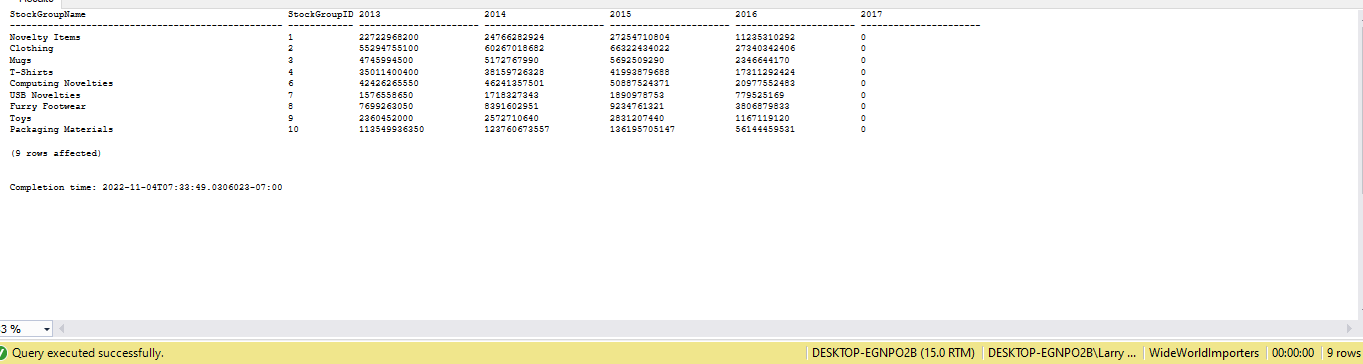 StockGroupName StockGroupID 2013 2014 2015 2016 2017
Novelty Items 1 22722968200 24766282924 27254710804 11235310292 0
Clothing 2 55294755100 60267018682 66322434022 27340342406 0
Mugs 3 4745994500 5172767990 5692509290 2346644170 0
T-Shirts 4 35011400400 38159726328 41993879688 17311292424 0
Computing Novelties 6 42426265550 46241357501 50887524371 20977552483 0
USB Novelties 7 1576558650 1718327343 1890978753 779525169 0
Furry Footwear 8 7699263050 8391602951 9234761321 3806879833 0
Toys 9 2360452000 2572710640 2831207440 1167119120 0
Packaging Materials 10 113549936350 123760673557 136195705147 56144459531 0
(9 rows affected)
Completion time: 2022-11-04T07:33:49.0306023-07:00
3 %
Query executed successfully. DESKTOP-EGNPO2B (15.0 RTM) DESKTOP-EGNPO2B\Larry ... WideWorldImporters 00:00:00 9 rows